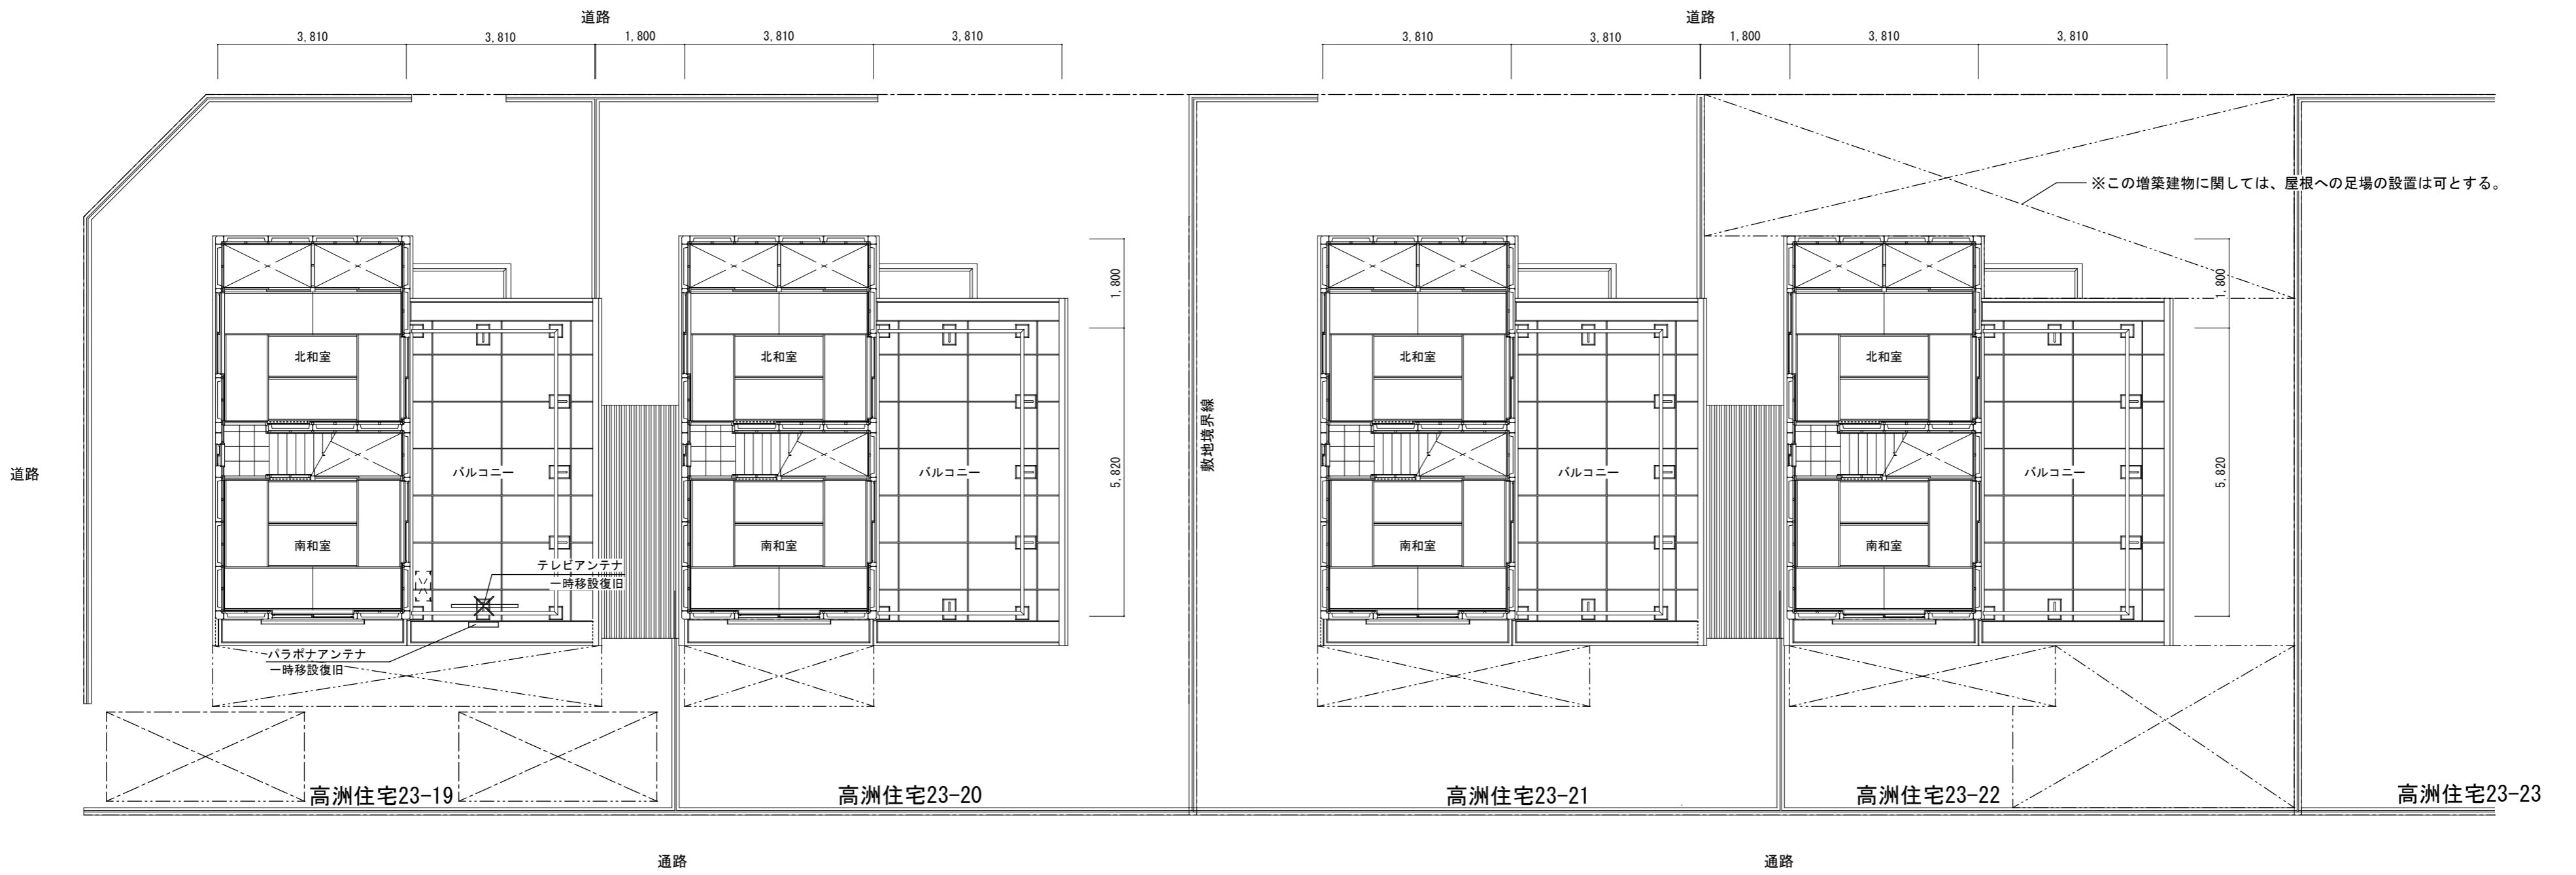 道路
道路
3,810
3,810
1,800
3,810
3,810
3,810
3,810
1,800
3,810
3,810
※この増築建物に関しては、屋根への足場の設置は可とする。
1,800
1,800
北和室
北和室
北和室
北和室
敷地境界線
道路
バルコニー
バルコニー
バルコニー
バルコニー
5,820
5,820
南和室
南和室
南和室
南和室
テレビアンテナ
一時移設復旧
パラボナアンテナ
一時移設復旧
高洲住宅23-19
高洲住宅23-20
高洲住宅23-21
高洲住宅23-22
高洲住宅23-23
通路
通路